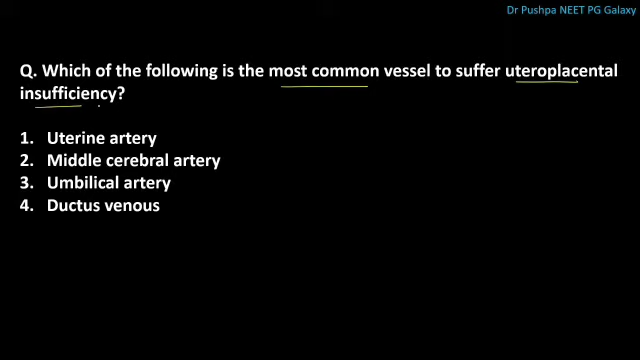 Dr Pushpa NEET PG Galaxy
Q. Which of the following is the most common vessel to suffer uteroplacental
insufficiency?
1. Uterine artery
2. Middle cerebral artery
3. Umbilical artery
4. Ductus venous